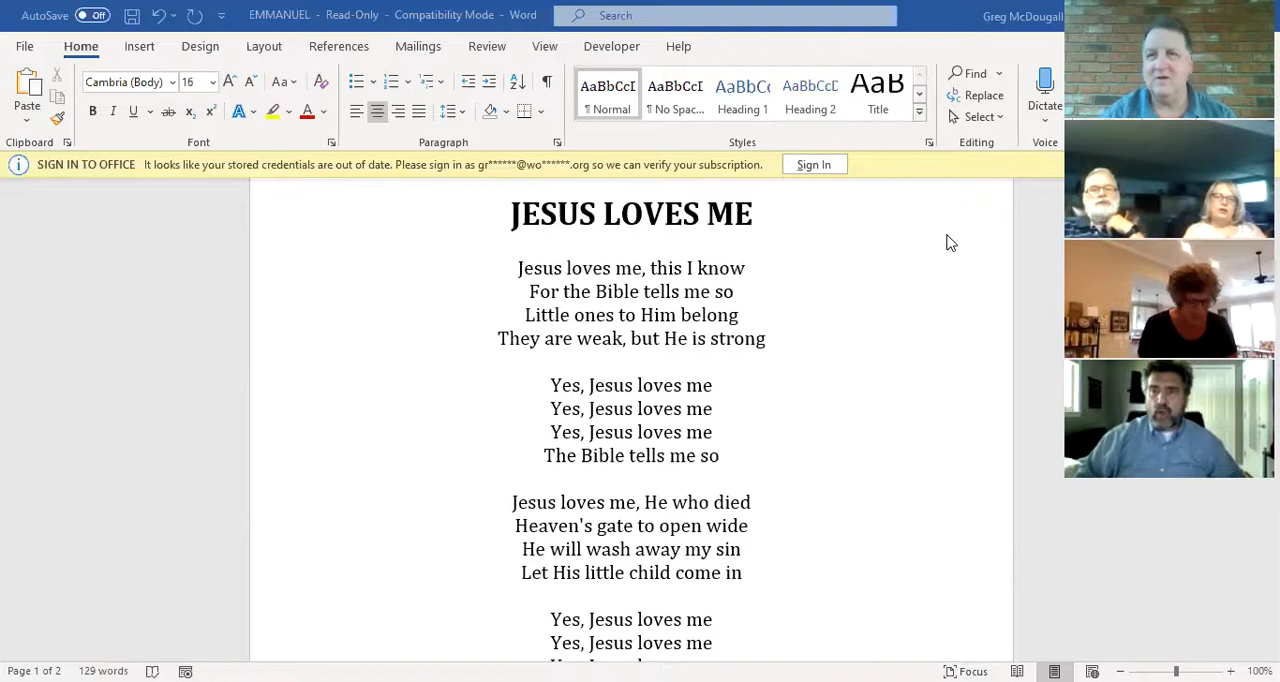 AutoSave Off EMMANUEL - Read-Only - Compatibility Mode - Word Search Greg McDougall
File Home Insert Design Layout References Mailings Review View Developer Help
Paste Cambria (Body) 16 Aa AaBbCcI AaBbCcI AaBbCc AaBbCcD AaB Find Replace Select Dictate
B I U ab x₂ x² A A ¶ Normal ¶ No Spac... Heading 1 Heading 2 Title
Clipboard Font Paragraph Styles Editing Voice
SIGN IN TO OFFICE It looks like your stored credentials are out of date. Please sign in as gr******@wo******.org so we can verify your subscription. Sign In
JESUS LOVES ME
Jesus loves me, this I know
For the Bible tells me so
Little ones to Him belong
They are weak, but He is strong
Yes, Jesus loves me
Yes, Jesus loves me
Yes, Jesus loves me
The Bible tells me so
Jesus loves me, He who died
Heaven's gate to open wide
He will wash away my sin
Let His little child come in
Yes, Jesus loves me
Yes, Jesus loves me
Page 1 of 2 129 words Focus 100%